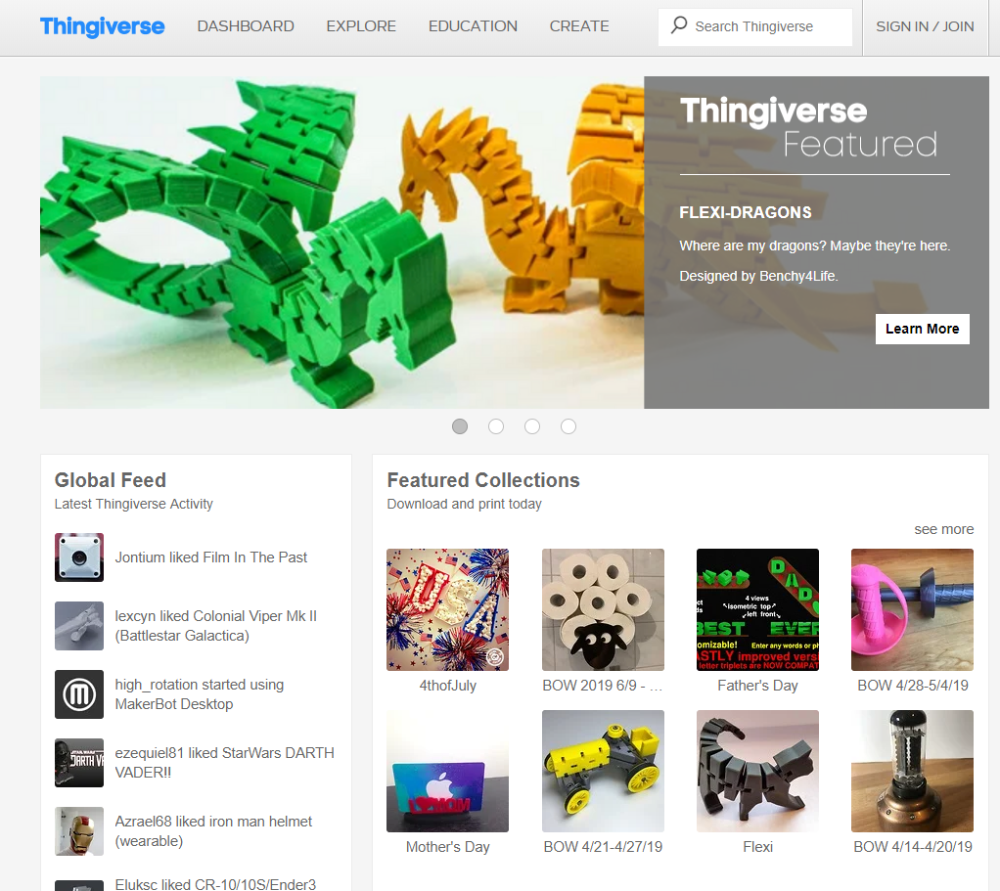 Thingiverse DASHBOARD EXPLORE EDUCATION CREATE Search Thingiverse SIGN IN / JOIN
Thingiverse
Featured
FLEXI-DRAGONS
Where are my dragons? Maybe they're here.
Designed by Benchy4Life.
Learn More
Global Feed
Latest Thingiverse Activity
Jontium liked Film In The Past
lexcyn liked Colonial Viper Mk II
(Battlestar Galactica)
high_rotation started using
MakerBot Desktop
STAR WARS
DARTH VA
ezequiel81 liked StarWars DARTH
VADER!!
Azrael68 liked iron man helmet
(wearable)
Eluksc liked CR-10/10S/Ender3
Featured Collections
Download and print today
see more
USA
4thofJuly
BOW 2019 6/9 - ...
DAD
4 views
isometric top
left front
BEST EVER
omizable! Enter any words or ph
ASTLY improved versi
letter triplets are NOW COMPAT
Father's Day
BOW 4/28-5/4/19
Mother's Day
BOW 4/21-4/27/19
Flexi
BOW 4/14-4/20/19